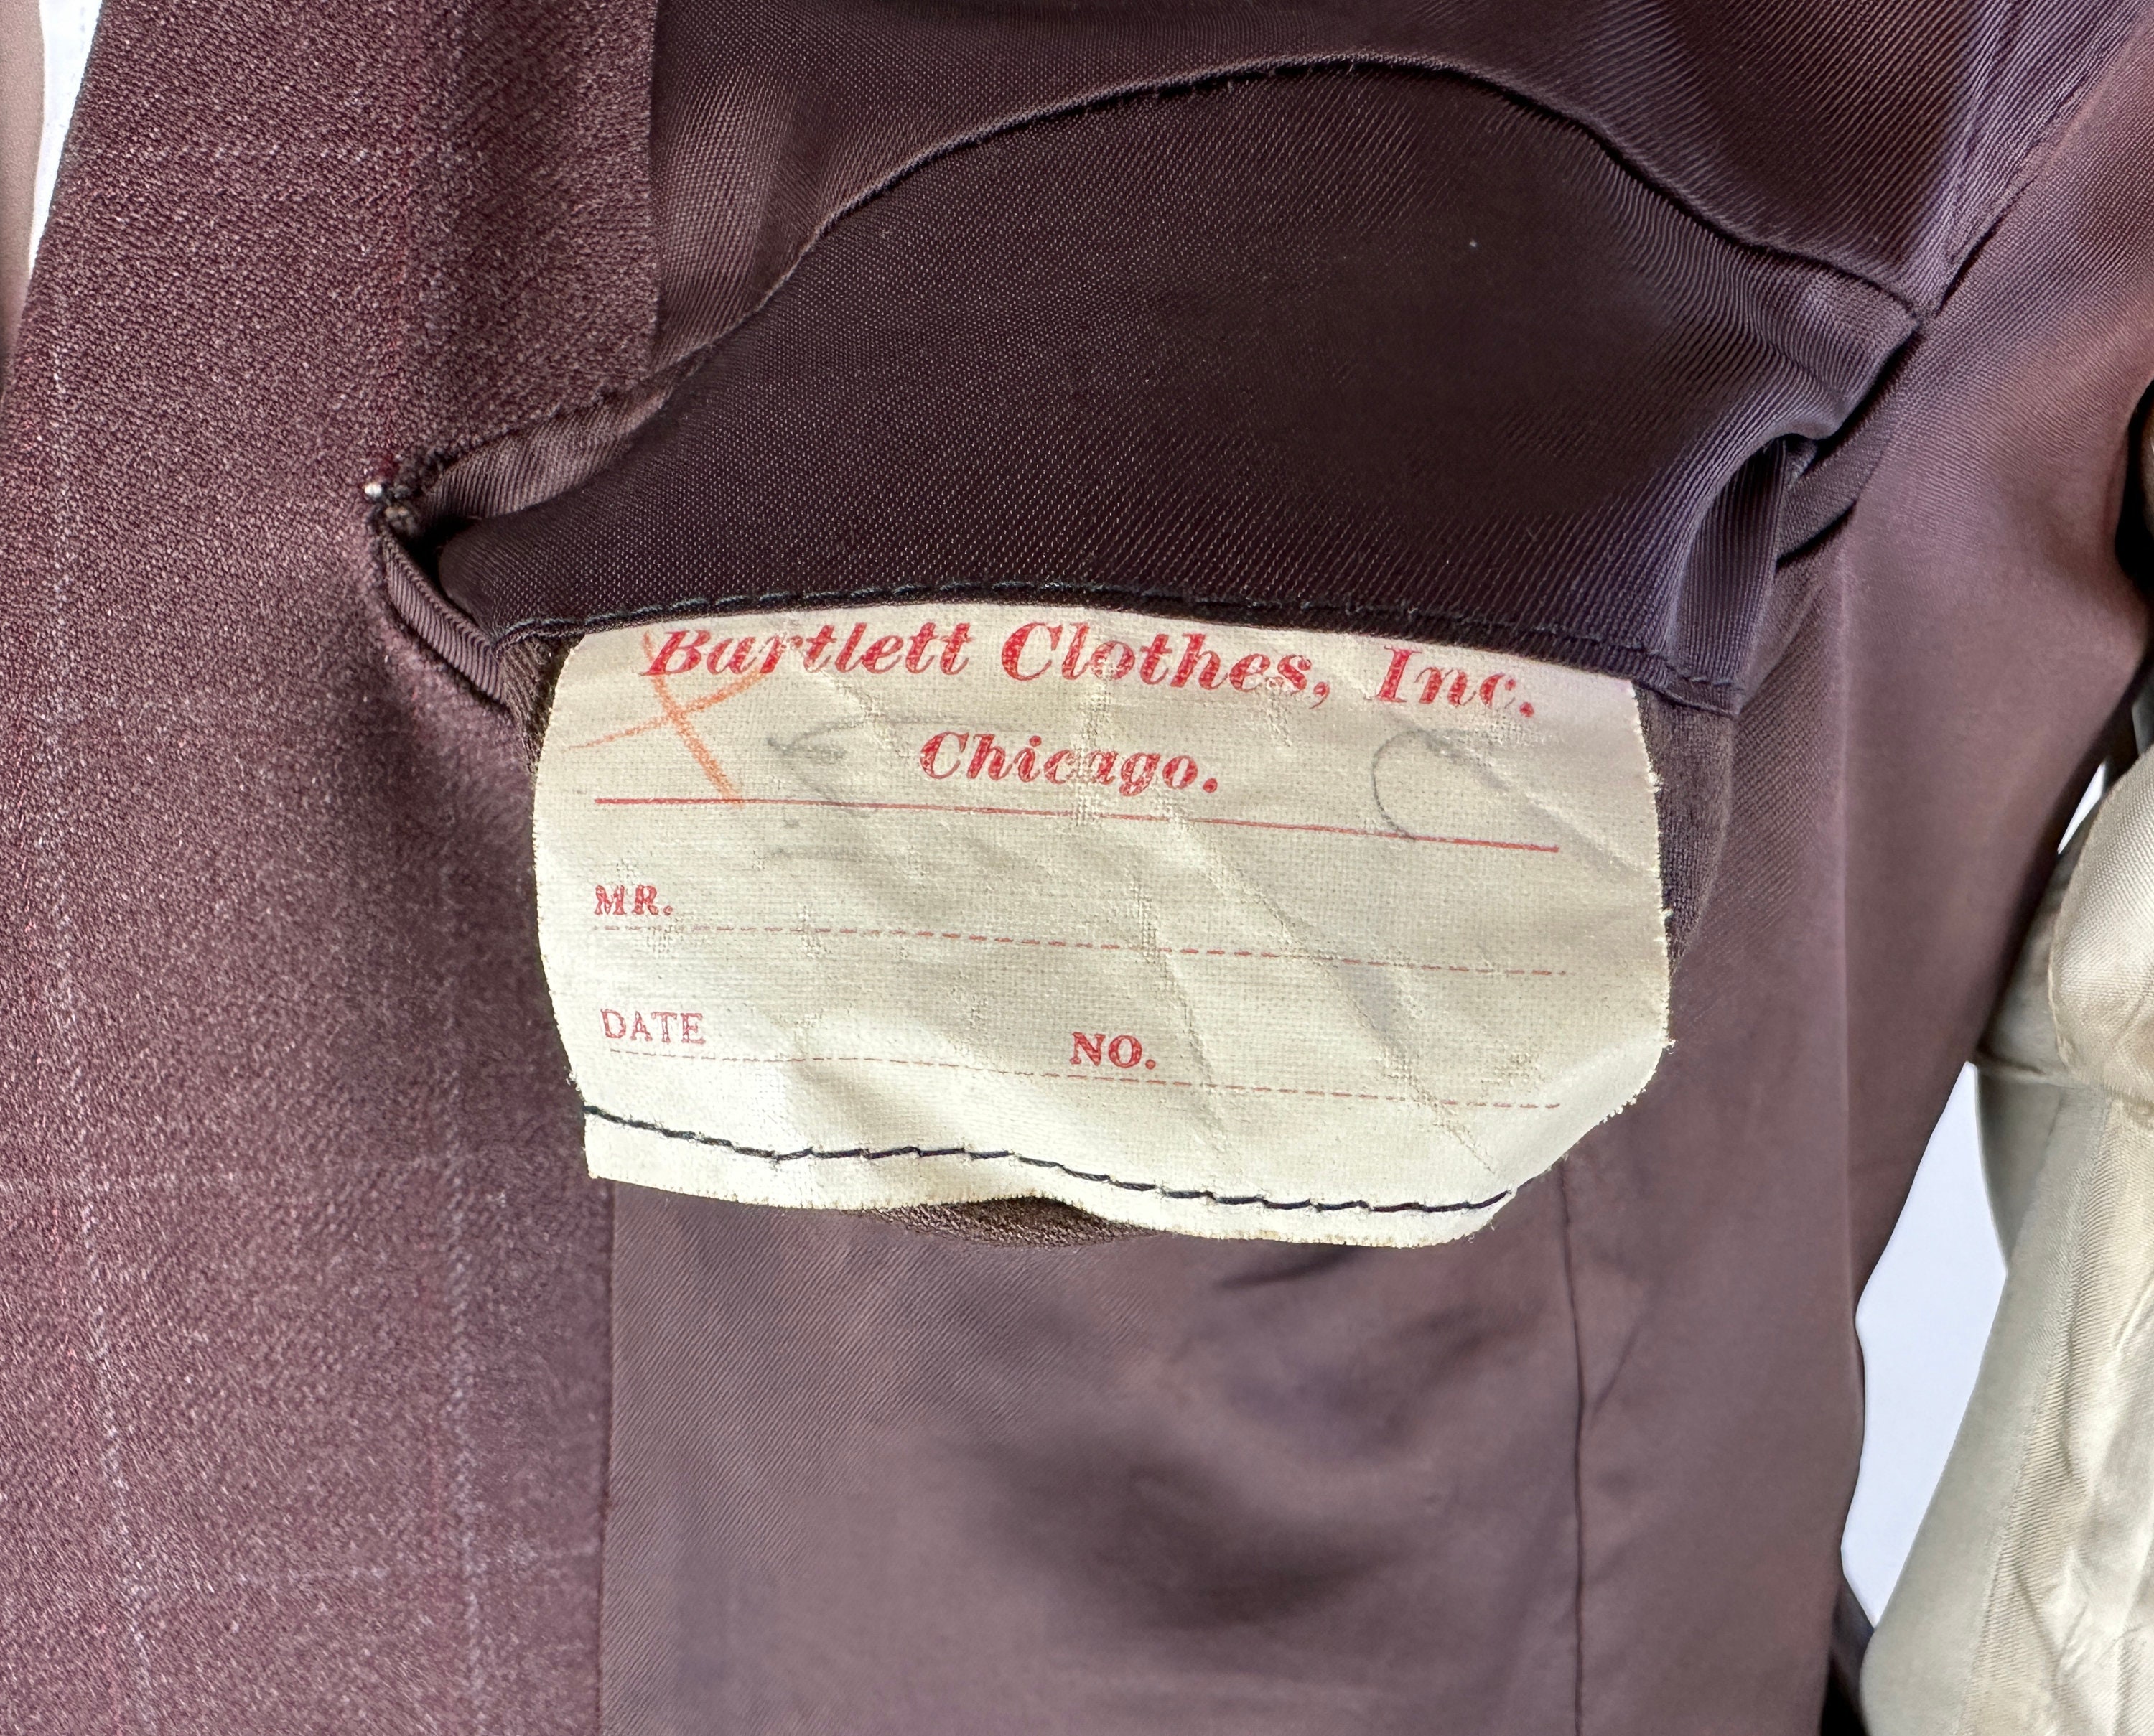 Bartlett Clothes, Inc.
Chicago.
MR.
DATE NO.